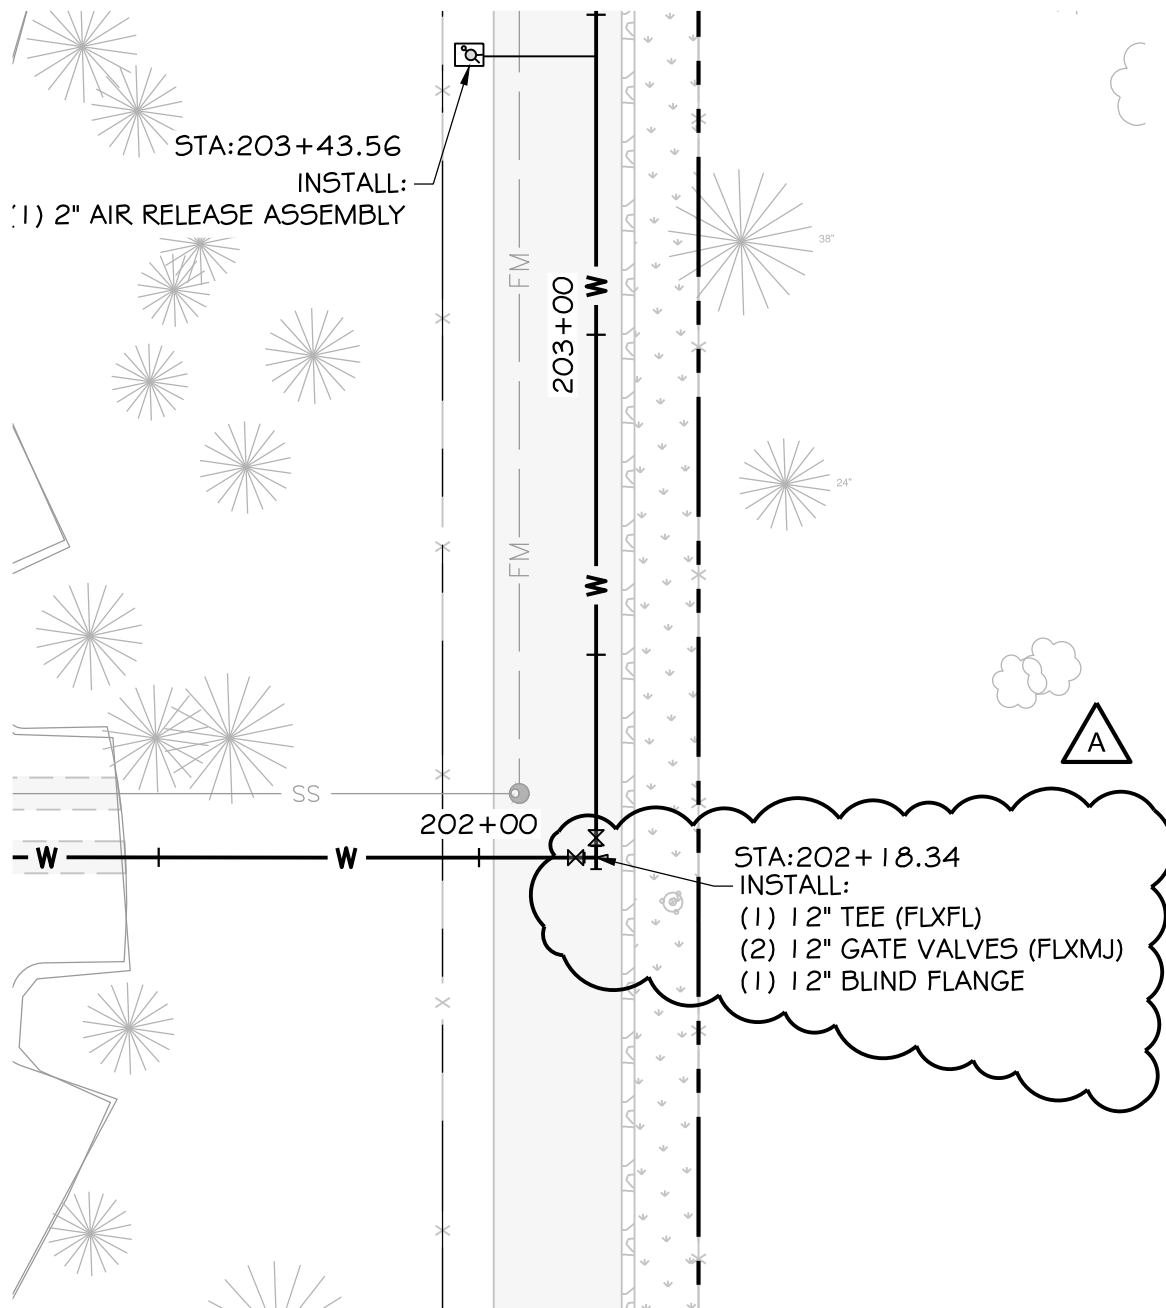 STA:203+43.56
INSTALL:
(1) 2" AIR RELEASE ASSEMBLY
38"
FM
W
203+00
24"
FM
W
A
SS
202+00
W
W
STA:202+18.34
INSTALL:
(1) 12" TEE (FLXFL)
(2) 12" GATE VALVES (FLXMJ)
(1) 12" BLIND FLANGE